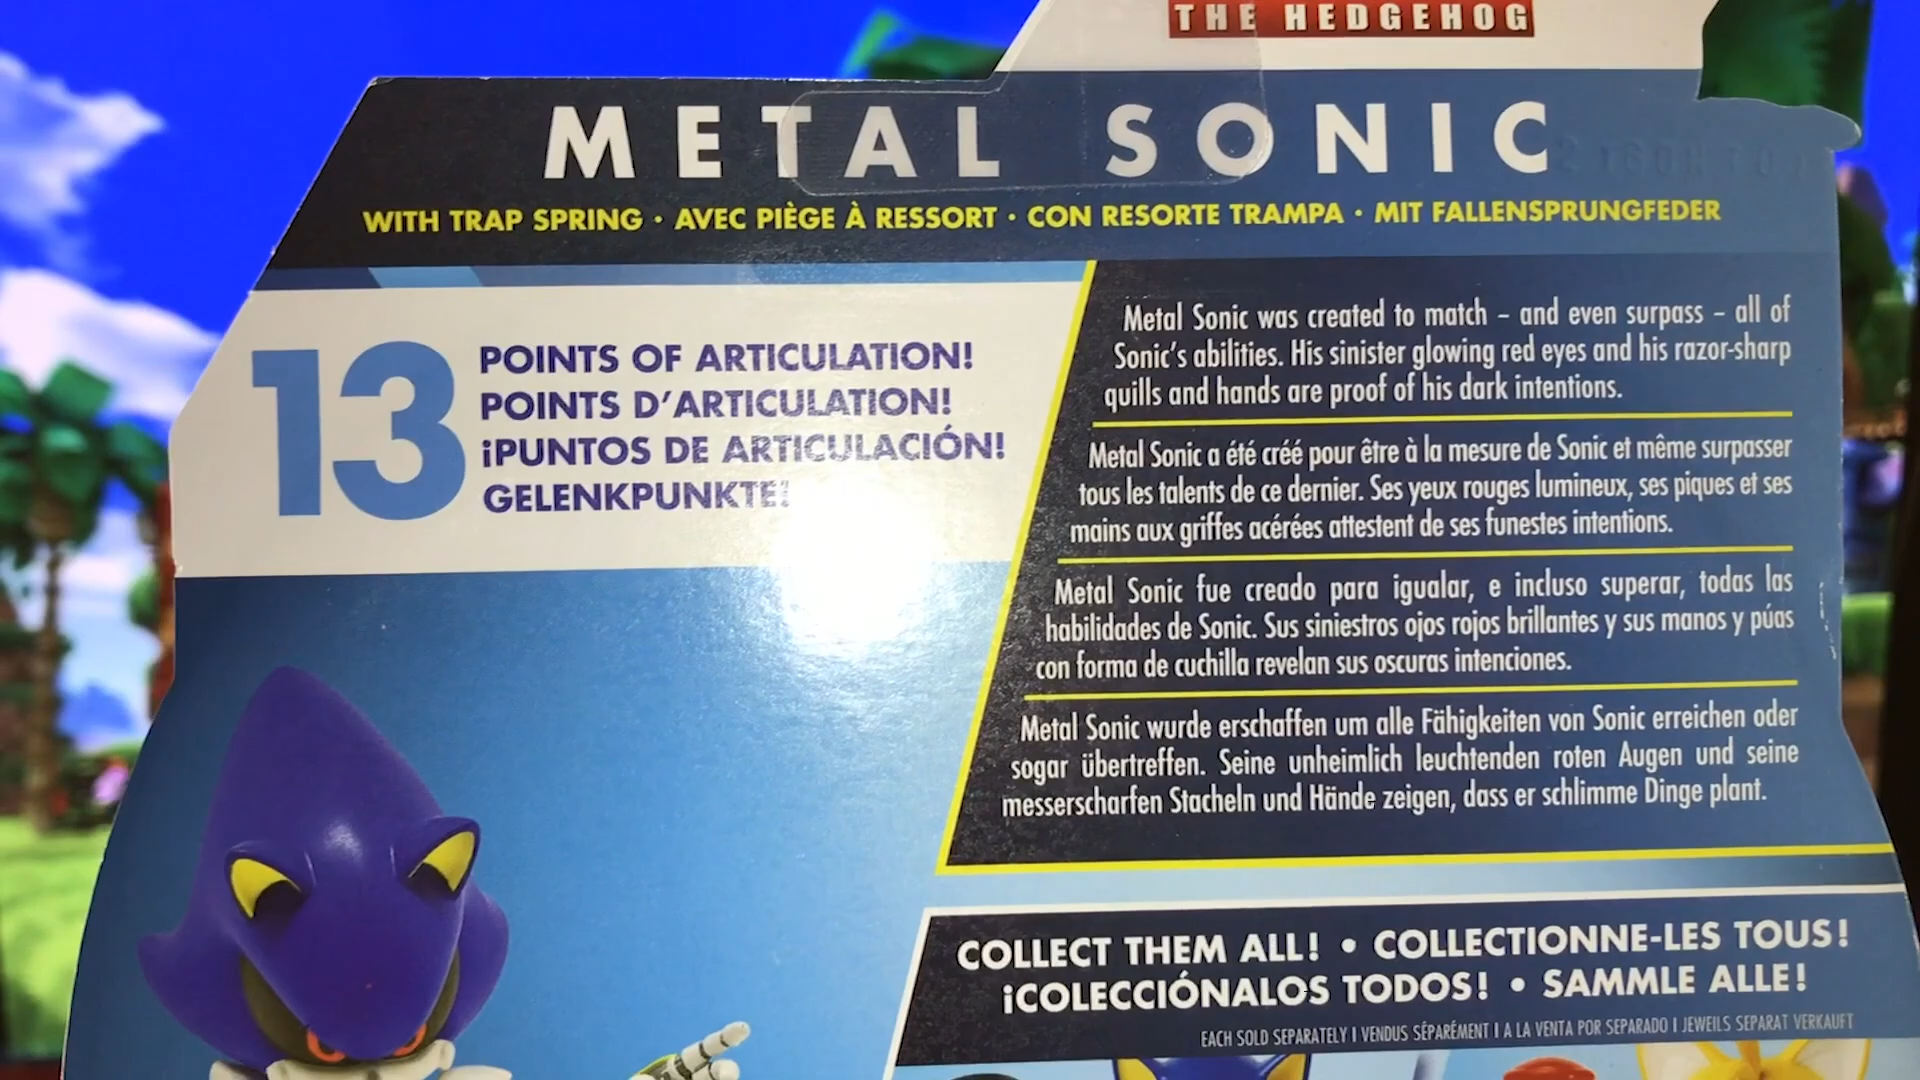 THE HEDGEHOG
METAL SONIC
WITH TRAP SPRING • AVEC PIÈGE À RESSORT • CON RESORTE TRAMPA • MIT FALLENSPRUNGFEDER
13
POINTS OF ARTICULATION!
POINTS D'ARTICULATION!
¡PUNTOS DE ARTICULACIÓN!
GELENKPUNKTE!
Metal Sonic was created to match – and even surpass – all of
Sonic's abilities. His sinister glowing red eyes and his razor-sharp
quills and hands are proof of his dark intentions.
Metal Sonic a été créé pour être à la mesure de Sonic et même surpasser
tous les talents de ce dernier. Ses yeux rouges lumineux, ses piques et ses
mains aux griffes acérées attestent de ses funestes intentions.
Metal Sonic fue creado para igualar, e incluso superar, todas las
habilidades de Sonic. Sus siniestros ojos rojos brillantes y sus manos y púas
con forma de cuchilla revelan sus oscuras intenciones.
Metal Sonic wurde erschaffen um alle Fähigkeiten von Sonic erreichen oder
sogar übertreffen. Seine unheimlich leuchtenden roten Augen und seine
messerscharfen Stacheln und Hände zeigen, dass er schlimme Dinge plant.
COLLECT THEM ALL! • COLLECTIONNE-LES TOUS!
¡COLECCIÓNALOS TODOS! • SAMMLE ALLE!
EACH SOLD SEPARATELY I VENDUS SÉPARÉMENT I A LA VENTA POR SEPARADO I JEWEILS SEPARAT VERKAUFT